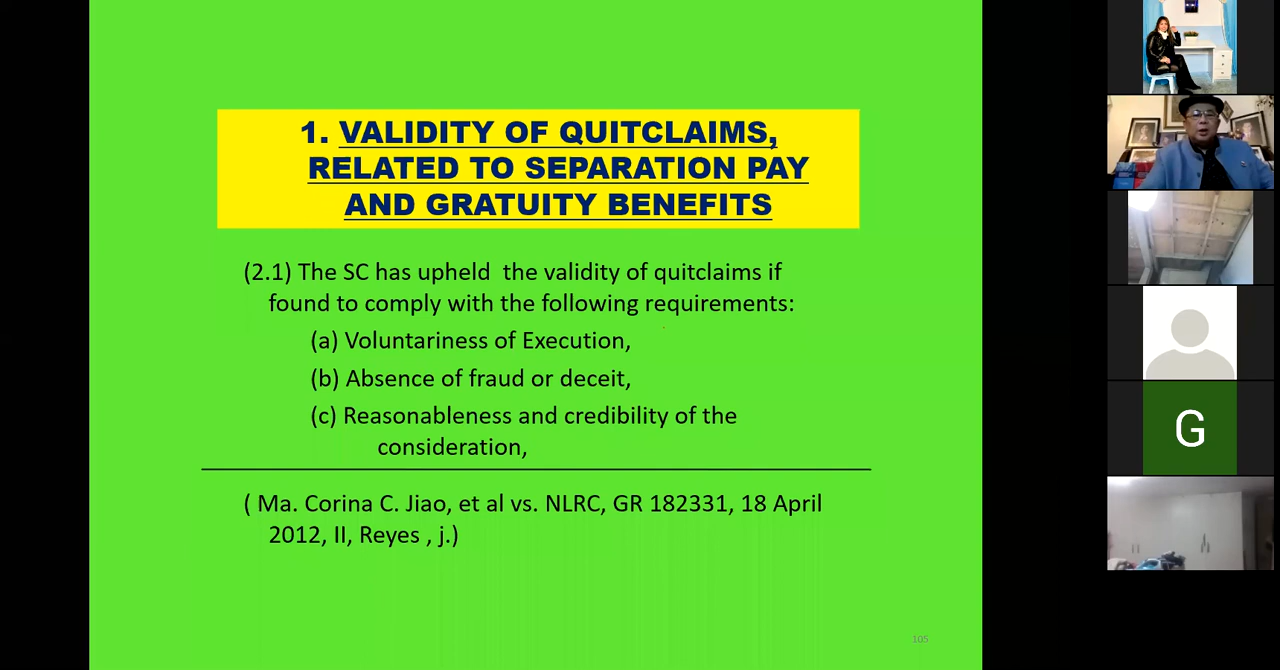 1. VALIDITY OF QUITCLAIMS,
RELATED TO SEPARATION PAY
AND GRATUITY BENEFITS
(2.1) The SC has upheld  the validity of quitclaims if
found to comply with the following requirements:
(a) Voluntariness of Execution,
(b) Absence of fraud or deceit,
(c) Reasonableness and credibility of the
consideration,
( Ma. Corina C. Jiao, et al vs. NLRC, GR 182331, 18 April
2012, II, Reyes , j.)
105
G